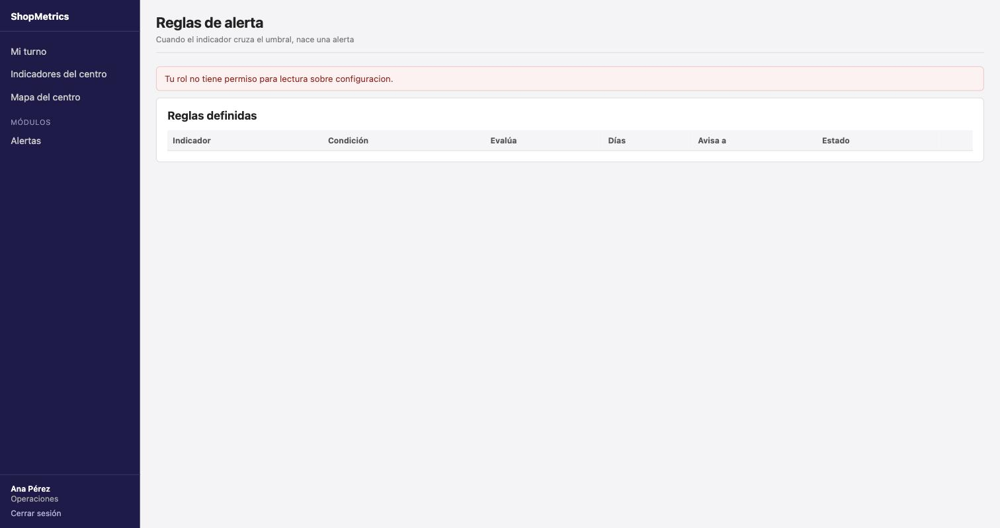 ShopMetrics
Mi turno
Indicadores del centro
Mapa del centro
MÓDULOS
Alertas
Ana Pérez
Operaciones
Cerrar sesión
Reglas de alerta
Cuando el indicador cruza el umbral, nace una alerta
Tu rol no tiene permiso para lectura sobre configuracion.
Reglas definidas
Indicador Condición Evalúa Días Avisa a Estado